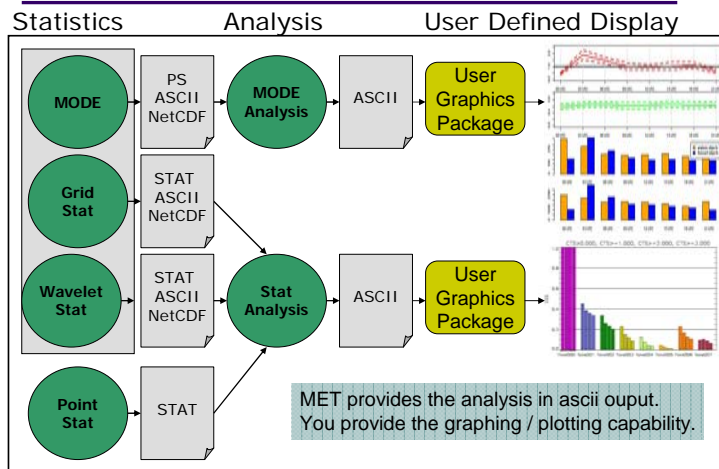 Statistics Analysis User Defined Display
MODE
PS
ASCII
NetCDF
MODE
Analysis
ASCII
User
Graphics
Package
Grid
Stat
STAT
ASCII
NetCDF
Wavelet
Stat
STAT
ASCII
NetCDF
Stat
Analysis
ASCII
User
Graphics
Package
Point
Stat
STAT
MET provides the analysis in ascii ouput.
You provide the graphing / plotting capability.